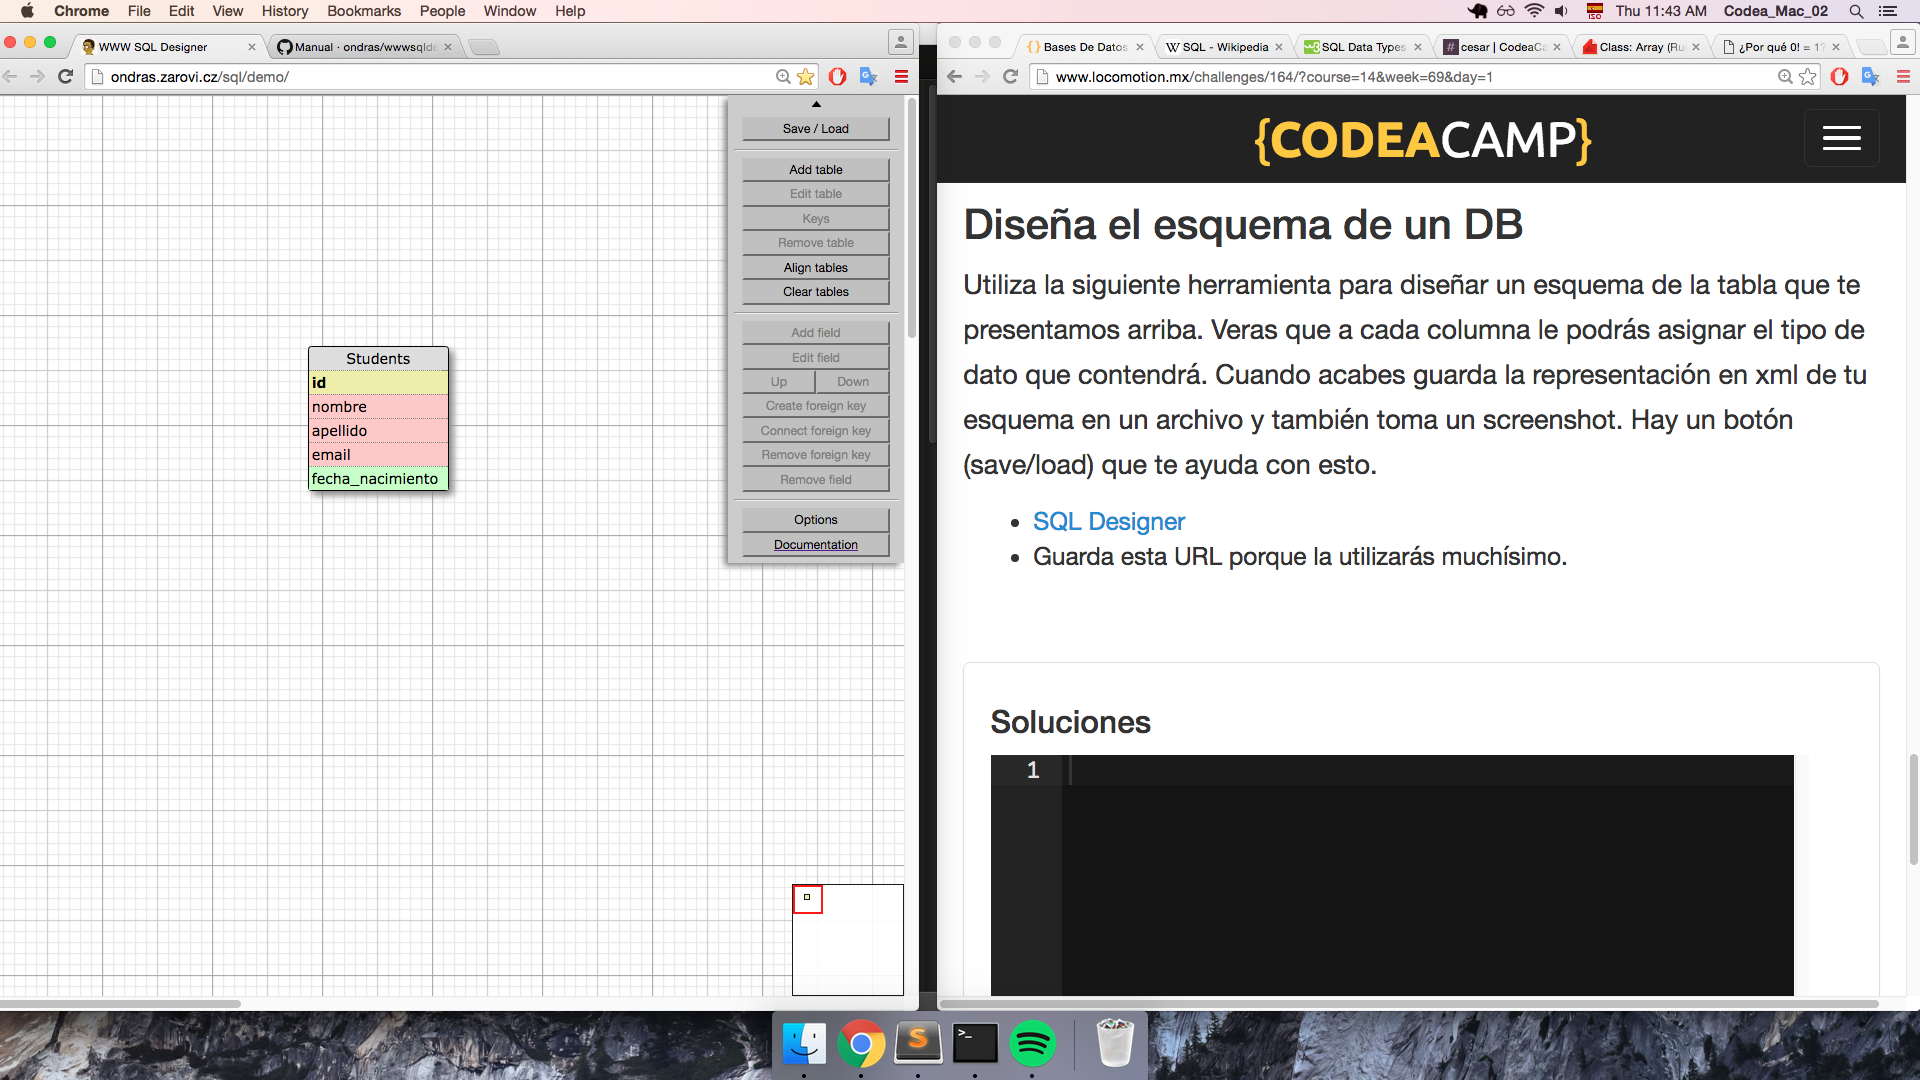 Chrome File Edit View History Bookmarks People Window Help
ISO
Thu 11:43 AM Codea_Mac_02
WWW SQL Designer
Manual · ondras/wwwsqlde
ondras.zarovi.cz/sql/demo/
Save / Load
Add table
Edit table
Keys
Remove table
Align tables
Clear tables
Add field
Edit field
Up Down
Create foreign key
Connect foreign key
Remove foreign key
Remove field
Options
Documentation
Students
id
nombre
apellido
email
fecha_nacimiento
Bases De Datos
SQL - Wikipedia
SQL Data Types
cesar | CodeaCa
Class: Array (Ru
¿Por qué 0! = 1?
www.locomotion.mx/challenges/164/?course=14&week=69&day=1
{CODEACAMP}
Diseña el esquema de un DB
Utiliza la siguiente herramienta para diseñar un esquema de la tabla que te
presentamos arriba. Veras que a cada columna le podrás asignar el tipo de
dato que contendrá. Cuando acabes guarda la representación en xml de tu
esquema en un archivo y también toma un screenshot. Hay un botón
(save/load) que te ayuda con esto.
SQL Designer
Guarda esta URL porque la utilizarás muchísimo.
Soluciones
1